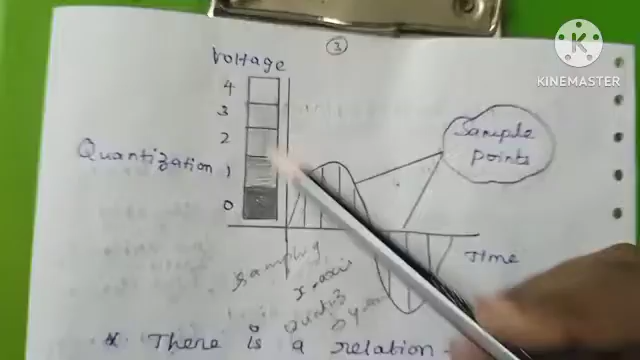 3
Voltage
4
3
2
1
0
Quantization
Sample
points
Time
Sampling
x-axis
* There is a relation
K
KINEMASTER